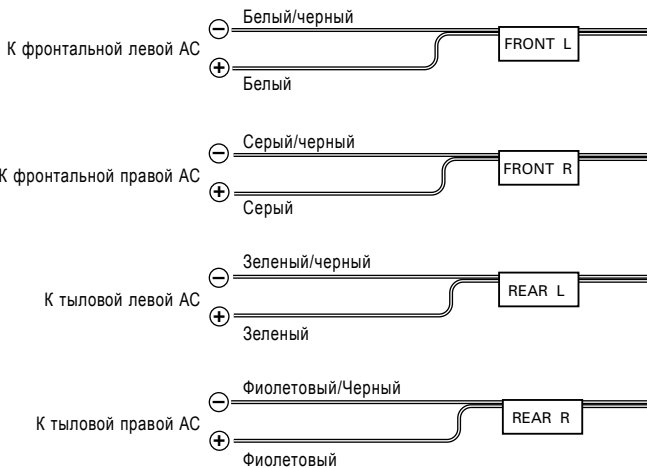 Белый/черный
К фронтальной левой АС
FRONT L
Белый
Серый/черный
К фронтальной правой АС
FRONT R
Серый
Зеленый/черный
К тыловой левой АС
REAR L
Зеленый
Фиолетовый/Черный
К тыловой правой АС
REAR R
Фиолетовый